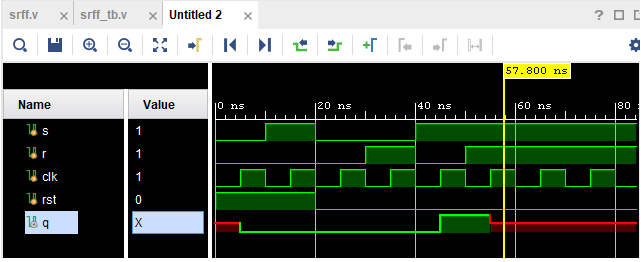 srff.v × srff_tb.v × Untitled 2 ×
57.800 ns
Name Value 0 ns 20 ns 40 ns 60 ns 80 ns
s 1
r 1
clk 1
rst 0
q X